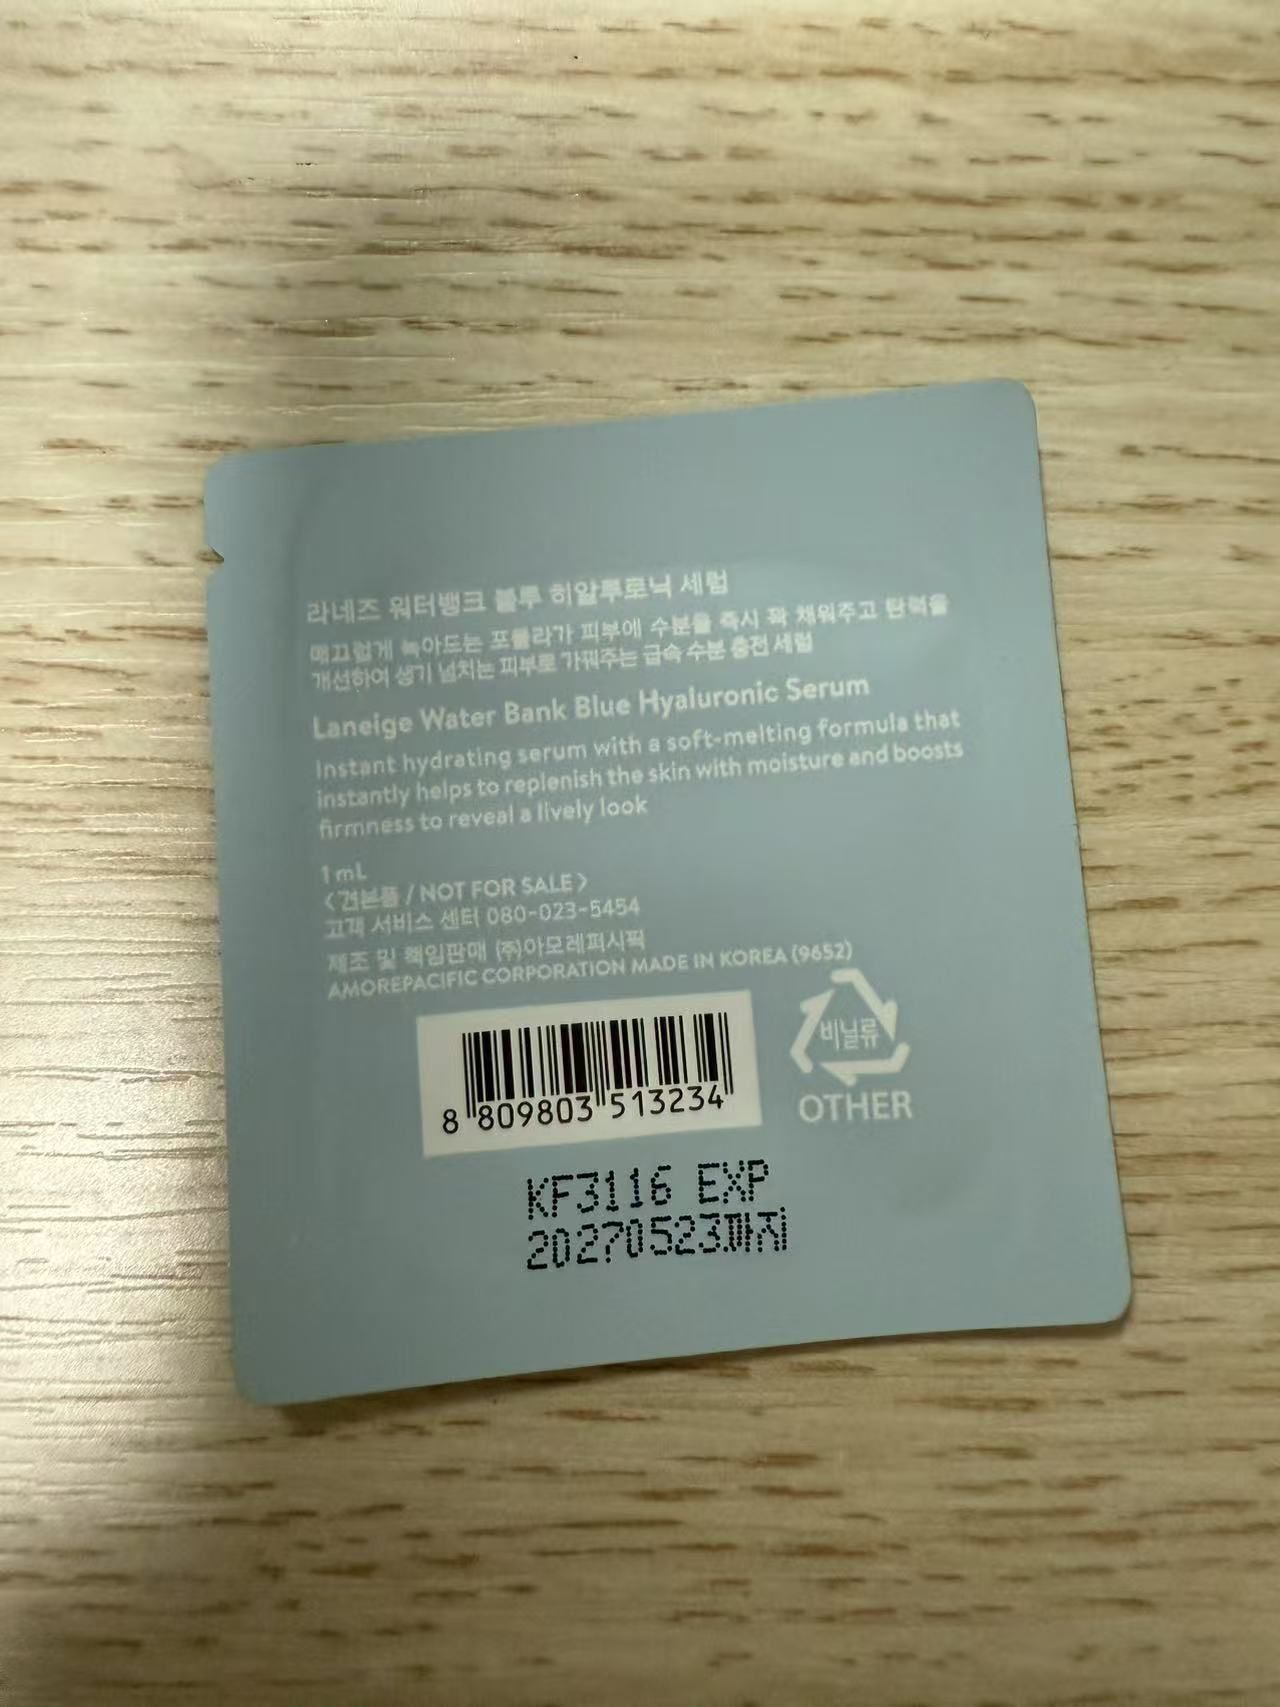 라네즈 워터뱅크 블루 히알루로닉 세럼
매끄럽게 녹아드는 포뮬라가 피부에 수분을 즉시 꽉 채워주고 탄력을
개선하여 생기 넘치는 피부로 가꿔주는 급속 수분 충전 세럼
Laneige Water Bank Blue Hyaluronic Serum
Instant hydrating serum with a soft-melting formula that
instantly helps to replenish the skin with moisture and boosts
firmness to reveal a lively look
1 mL
<견본품 / NOT FOR SALE>
고객 서비스 센터 080-023-5454
제조 및 책임판매 (주)아모레퍼시픽
AMOREPACIFIC CORPORATION MADE IN KOREA (9652)
비닐류
OTHER
8 809803 513234
KF3116 EXP
20270523까지